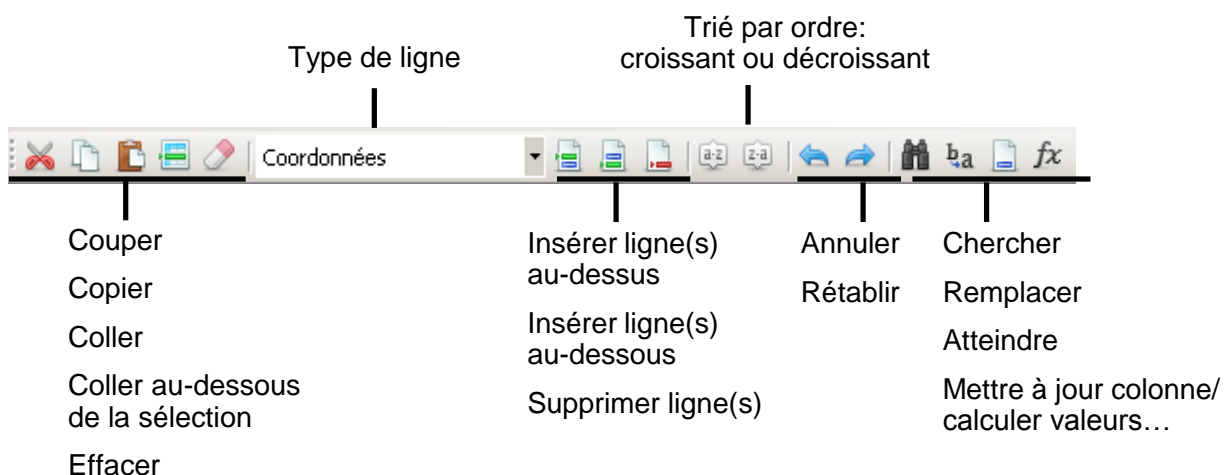 Trié par ordre:
croissant ou décroissant
Type de ligne
Coordonnées
a-z
z-a
b,a
fx
Couper
Copier
Coller
Coller au-dessous
de la sélection
Effacer
Insérer ligne(s)
au-dessus
Insérer ligne(s)
au-dessous
Supprimer ligne(s)
Annuler
Rétablir
Chercher
Remplacer
Atteindre
Mettre à jour colonne/
calculer valeurs…